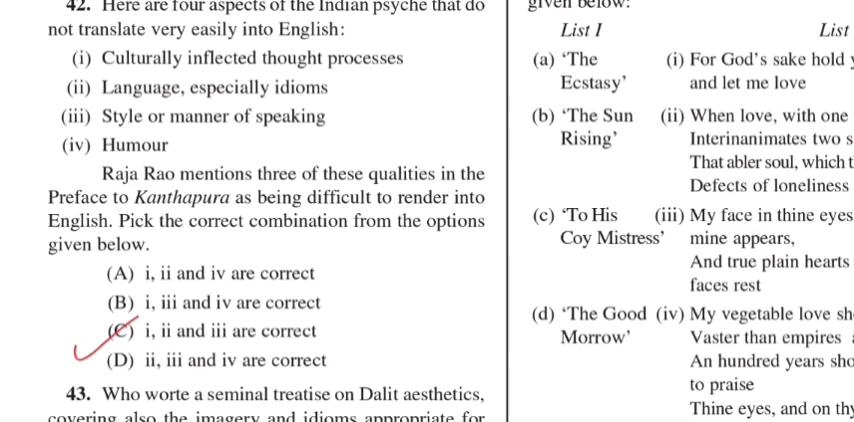 42. Here are four aspects of the Indian psyche that do
not translate very easily into English:
(i) Culturally inflected thought processes
(ii) Language, especially idioms
(iii) Style or manner of speaking
(iv) Humour
Raja Rao mentions three of these qualities in the
Preface to Kanthapura as being difficult to render into
English. Pick the correct combination from the options
given below.
(A) i, ii and iv are correct
(B) i, iii and iv are correct
(C) i, ii and iii are correct
(D) ii, iii and iv are correct
43. Who worte a seminal treatise on Dalit aesthetics,
covering also the imagery and idioms appropriate for
given below:
List I List
(a) ‘The (i) For God’s sake hold
Ecstasy’ and let me love
(b) ‘The Sun (ii) When love, with one
Rising’ Interinanimates two s
That abler soul, which t
Defects of loneliness
(c) ‘To His (iii) My face in thine eyes
Coy Mistress’ mine appears,
And true plain hearts
faces rest
(d) ‘The Good (iv) My vegetable love sh
Morrow’ Vaster than empires
An hundred years sho
to praise
Thine eyes, and on thy